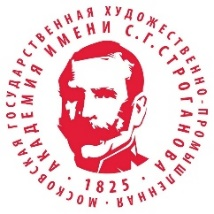 МОСКОВСКАЯ ГОСУДАРСТВЕННАЯ ХУДОЖЕСТВЕННО-ПРОМЫШЛЕННАЯ
АКАДЕМИЯ ИМЕНИ С.Г.СТРОГАНОВА
1825